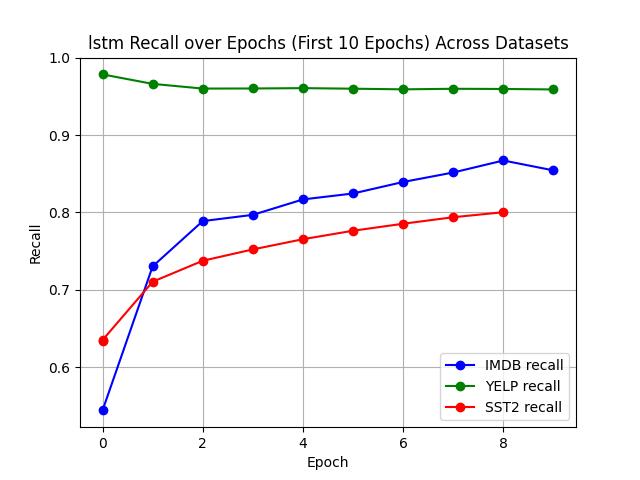 lstm Recall over Epochs (First 10 Epochs) Across Datasets
1.0
0.9
0.8
0.7
0.6
Recall
0 2 4 6 8
Epoch
IMDB recall
YELP recall
SST2 recall